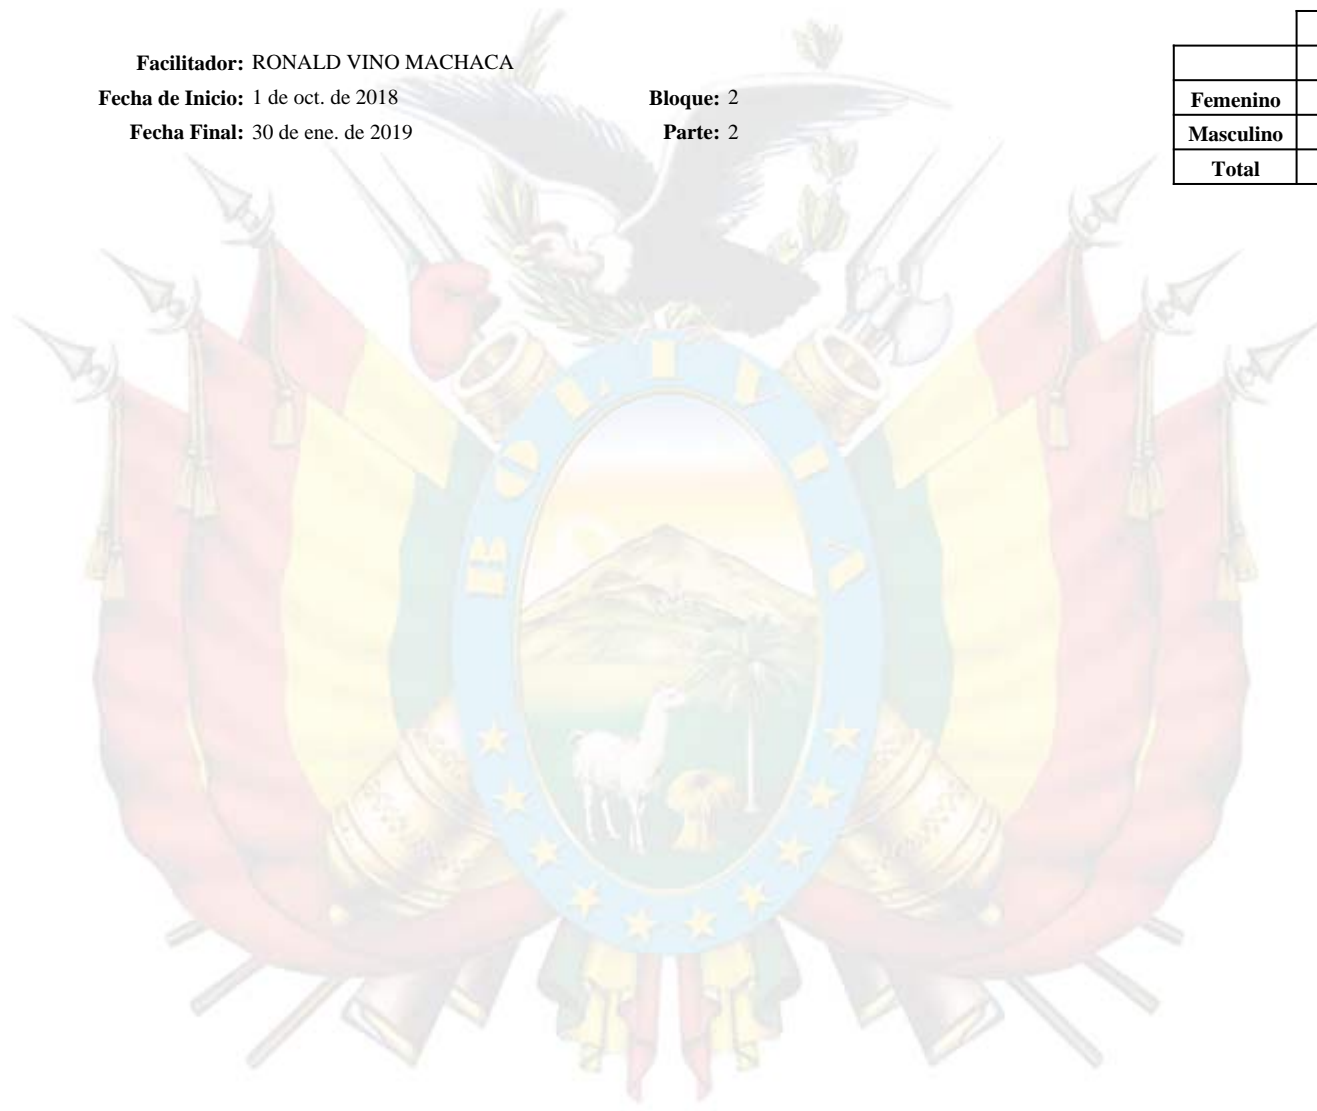 Facilitador: RONALD VINO MACHACA
Fecha de Inicio: 1 de oct. de 2018 Bloque: 2
Fecha Final: 30 de ene. de 2019 Parte: 2
Femenino
Masculino
Total
BOLIVIA